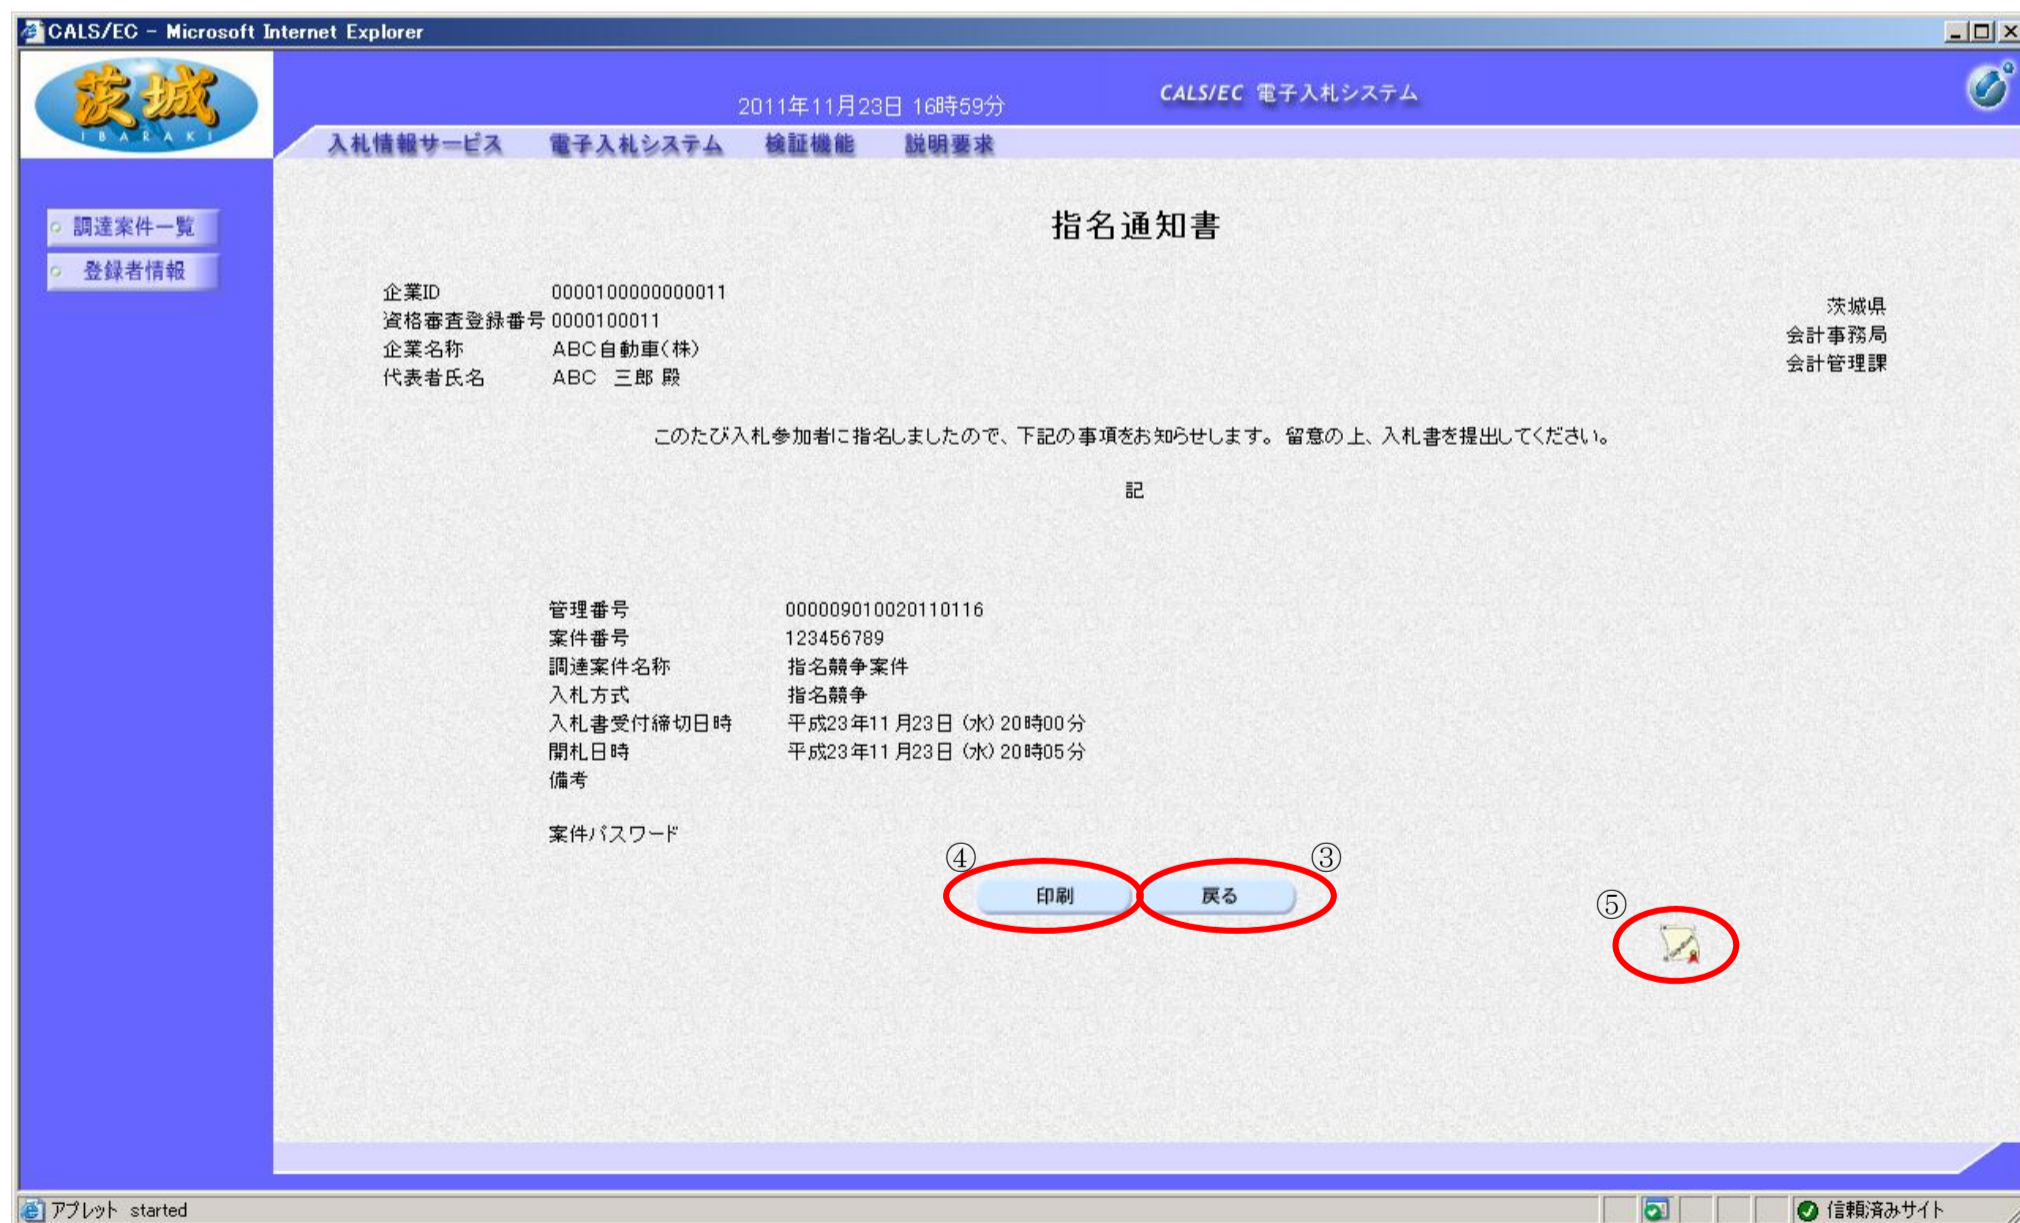 CALS/EC - Microsoft Internet Explorer
茨城
IBARAKI
2011年11月23日 16時59分
CALS/EC 電子入札システム
入札情報サービス 電子入札システム 検証機能 説明要求
調達案件一覧
登録者情報
指名通知書
企業ID 0000100000000011
資格審査登録番号 0000100011
企業名称 ABC自動車(株)
代表者氏名 ABC 三郎 殿
茨城県
会計事務局
会計管理課
このたび入札参加者に指名しましたので、下記の事項をお知らせします。留意の上、入札書を提出してください。
記
管理番号 000009010020110116
案件番号 123456789
調達案件名称 指名競争案件
入札方式 指名競争
入札書受付締切日時 平成23年11月23日(水)20時00分
開札日時 平成23年11月23日(水)20時05分
備考
案件パスワード
④ ③
印刷 戻る
⑤
アプレット started
信頼済みサイト